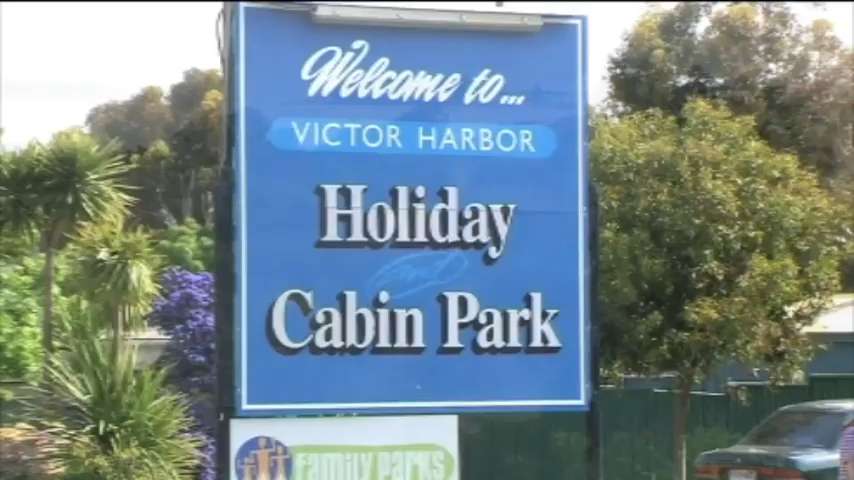 Welcome to...
VICTOR HARBOR
Holiday
Cabin Park
Family Parks